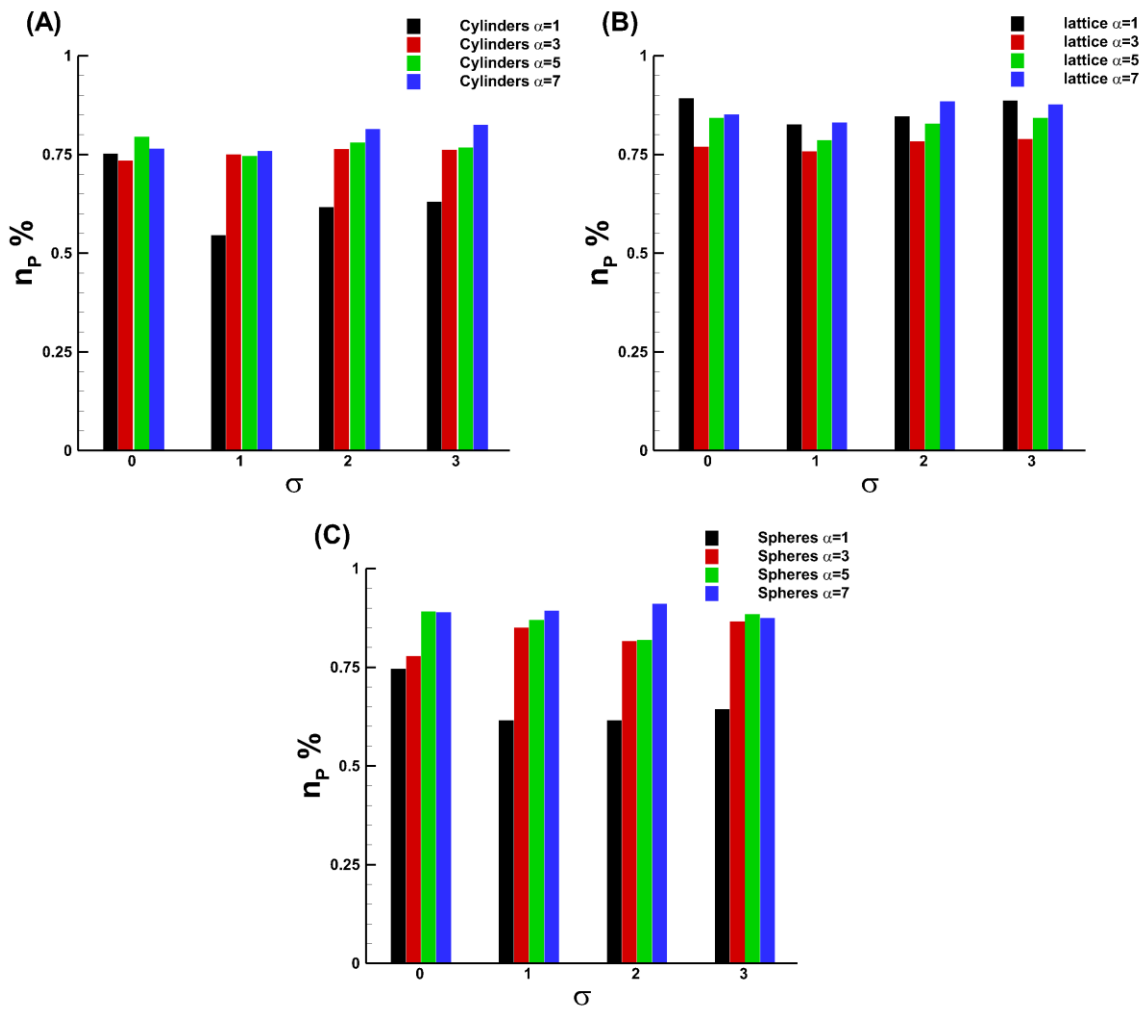 (A)
Cylinders α=1
Cylinders α=3
Cylinders α=5
Cylinders α=7
1
0.75
0.5
0.25
0
nP %
0 1 2 3
σ
(B)
lattice α=1
lattice α=3
lattice α=5
lattice α=7
1
0.75
0.5
0.25
0
nP %
0 1 2 3
σ
(C)
Spheres α=1
Spheres α=3
Spheres α=5
Spheres α=7
1
0.75
0.5
0.25
0
nP %
0 1 2 3
σ